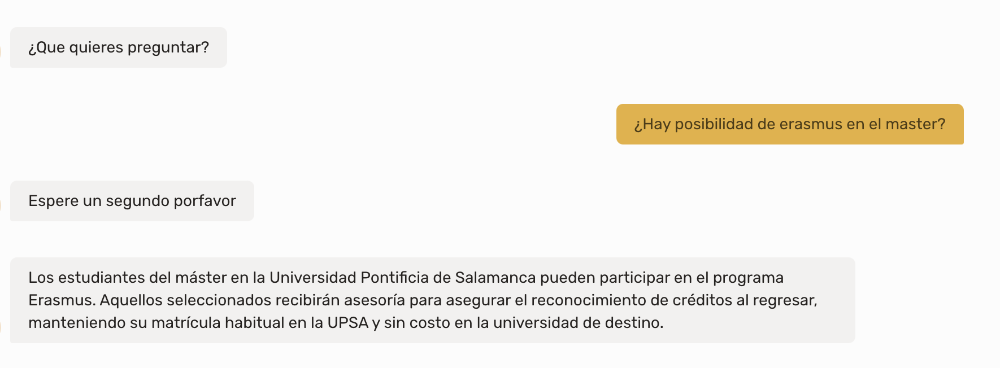 ¿Que quieres preguntar?
¿Hay posibilidad de erasmus en el master?
Espere un segundo porfavor
Los estudiantes del máster en la Universidad Pontificia de Salamanca pueden participar en el programa
Erasmus. Aquellos seleccionados recibirán asesoría para asegurar el reconocimiento de créditos al regresar,
manteniendo su matrícula habitual en la UPSA y sin costo en la universidad de destino.